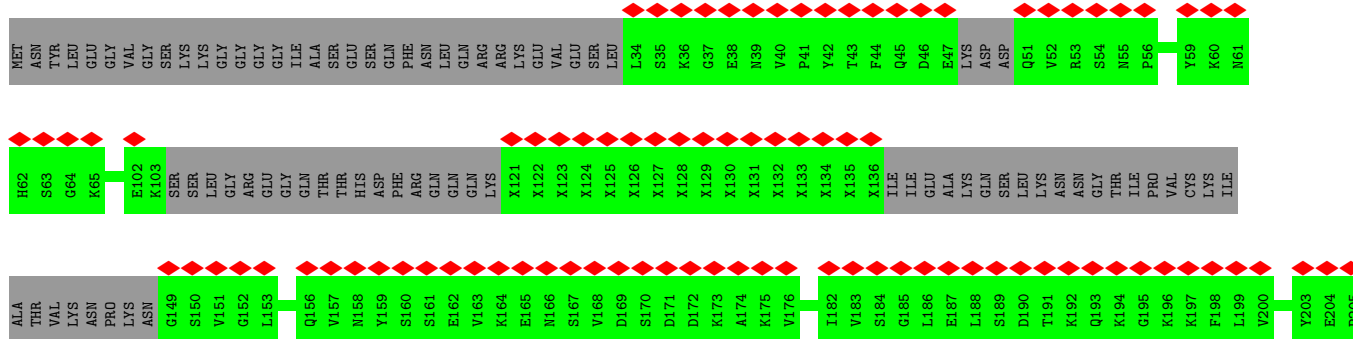 MET ASN TYR LEU GLU GLY VAL GLY SER LYS LYS GLY GLY GLY GLY ILE ALA SER GLU SER GLN PHE ASN LEU GLN ARG ARG LYS GLU VAL GLU SER LEU L34 S35 K36 G37 E38 N39 V40 P41 Y42 T43 F44 Q45 D46 E47 LYS ASP ASP Q51 V52 R53 S54 N55 P56 Y59 K60 N61
H62 S63 G64 K65 E102 K103 SER SER LEU GLY ARG GLU GLY GLN THR THR HIS ASP PHE ARG GLN GLN GLN LYS X121 X122 X123 X124 X125 X126 X127 X128 X129 X130 X131 X132 X133 X134 X135 X136 ILE ILE GLU ALA LYS GLN SER LEU LYS ASN ASN GLY THR ILE PRO VAL CYS LYS ILE
ALA THR VAL LYS ASN PRO LYS ASN G149 S150 V151 G152 L153 Q156 V157 N158 Y159 S160 S161 E162 V163 K164 E165 N166 S167 V168 D169 S170 D171 D172 K173 A174 K175 V176 I182 V183 S184 G185 L186 E187 L188 S189 D190 T191 K192 Q193 K194 G195 K196 K197 F198 L199 V200 Y203 E204